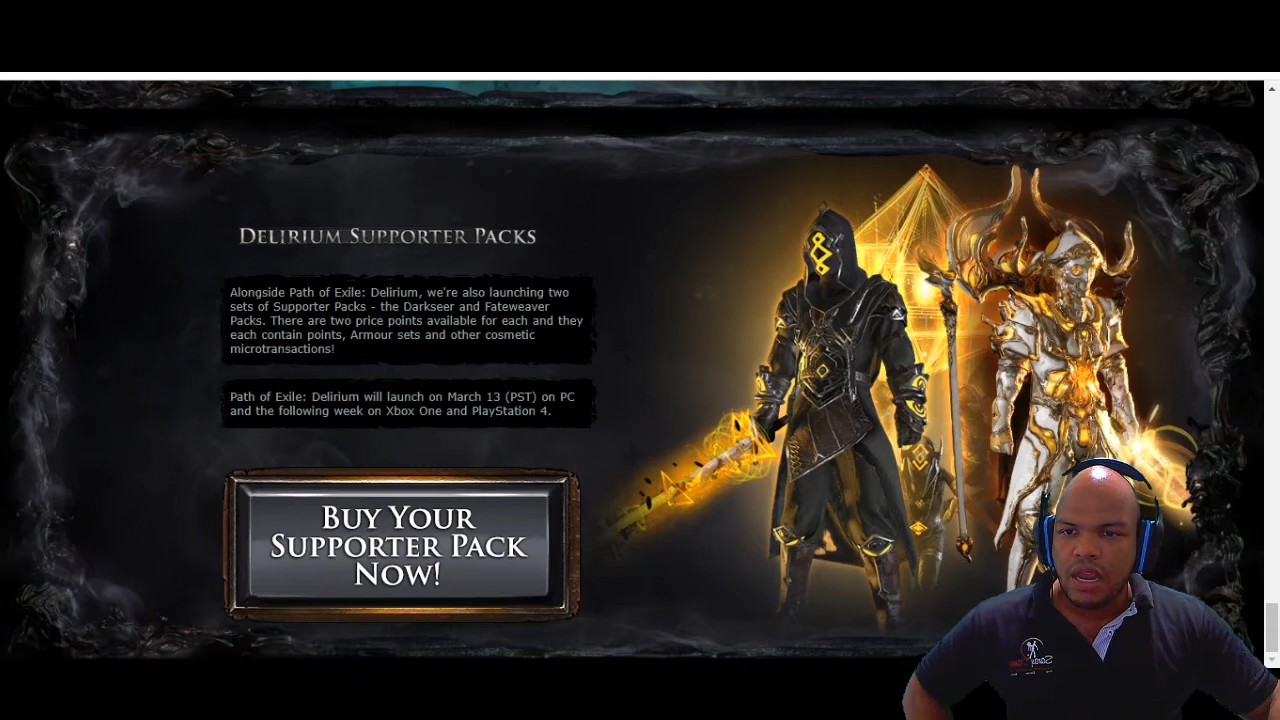 Delirium Supporter Packs
Alongside Path of Exile: Delirium, we're also launching two
sets of Supporter Packs - the Darkseer and Fateweaver
Packs. There are two price points available for each and they
each contain points, Armour sets and other cosmetic
microtransactions!
Path of Exile: Delirium will launch on March 13 (PST) on PC
and the following week on Xbox One and PlayStation 4.
Buy Your
Supporter Pack
Now!